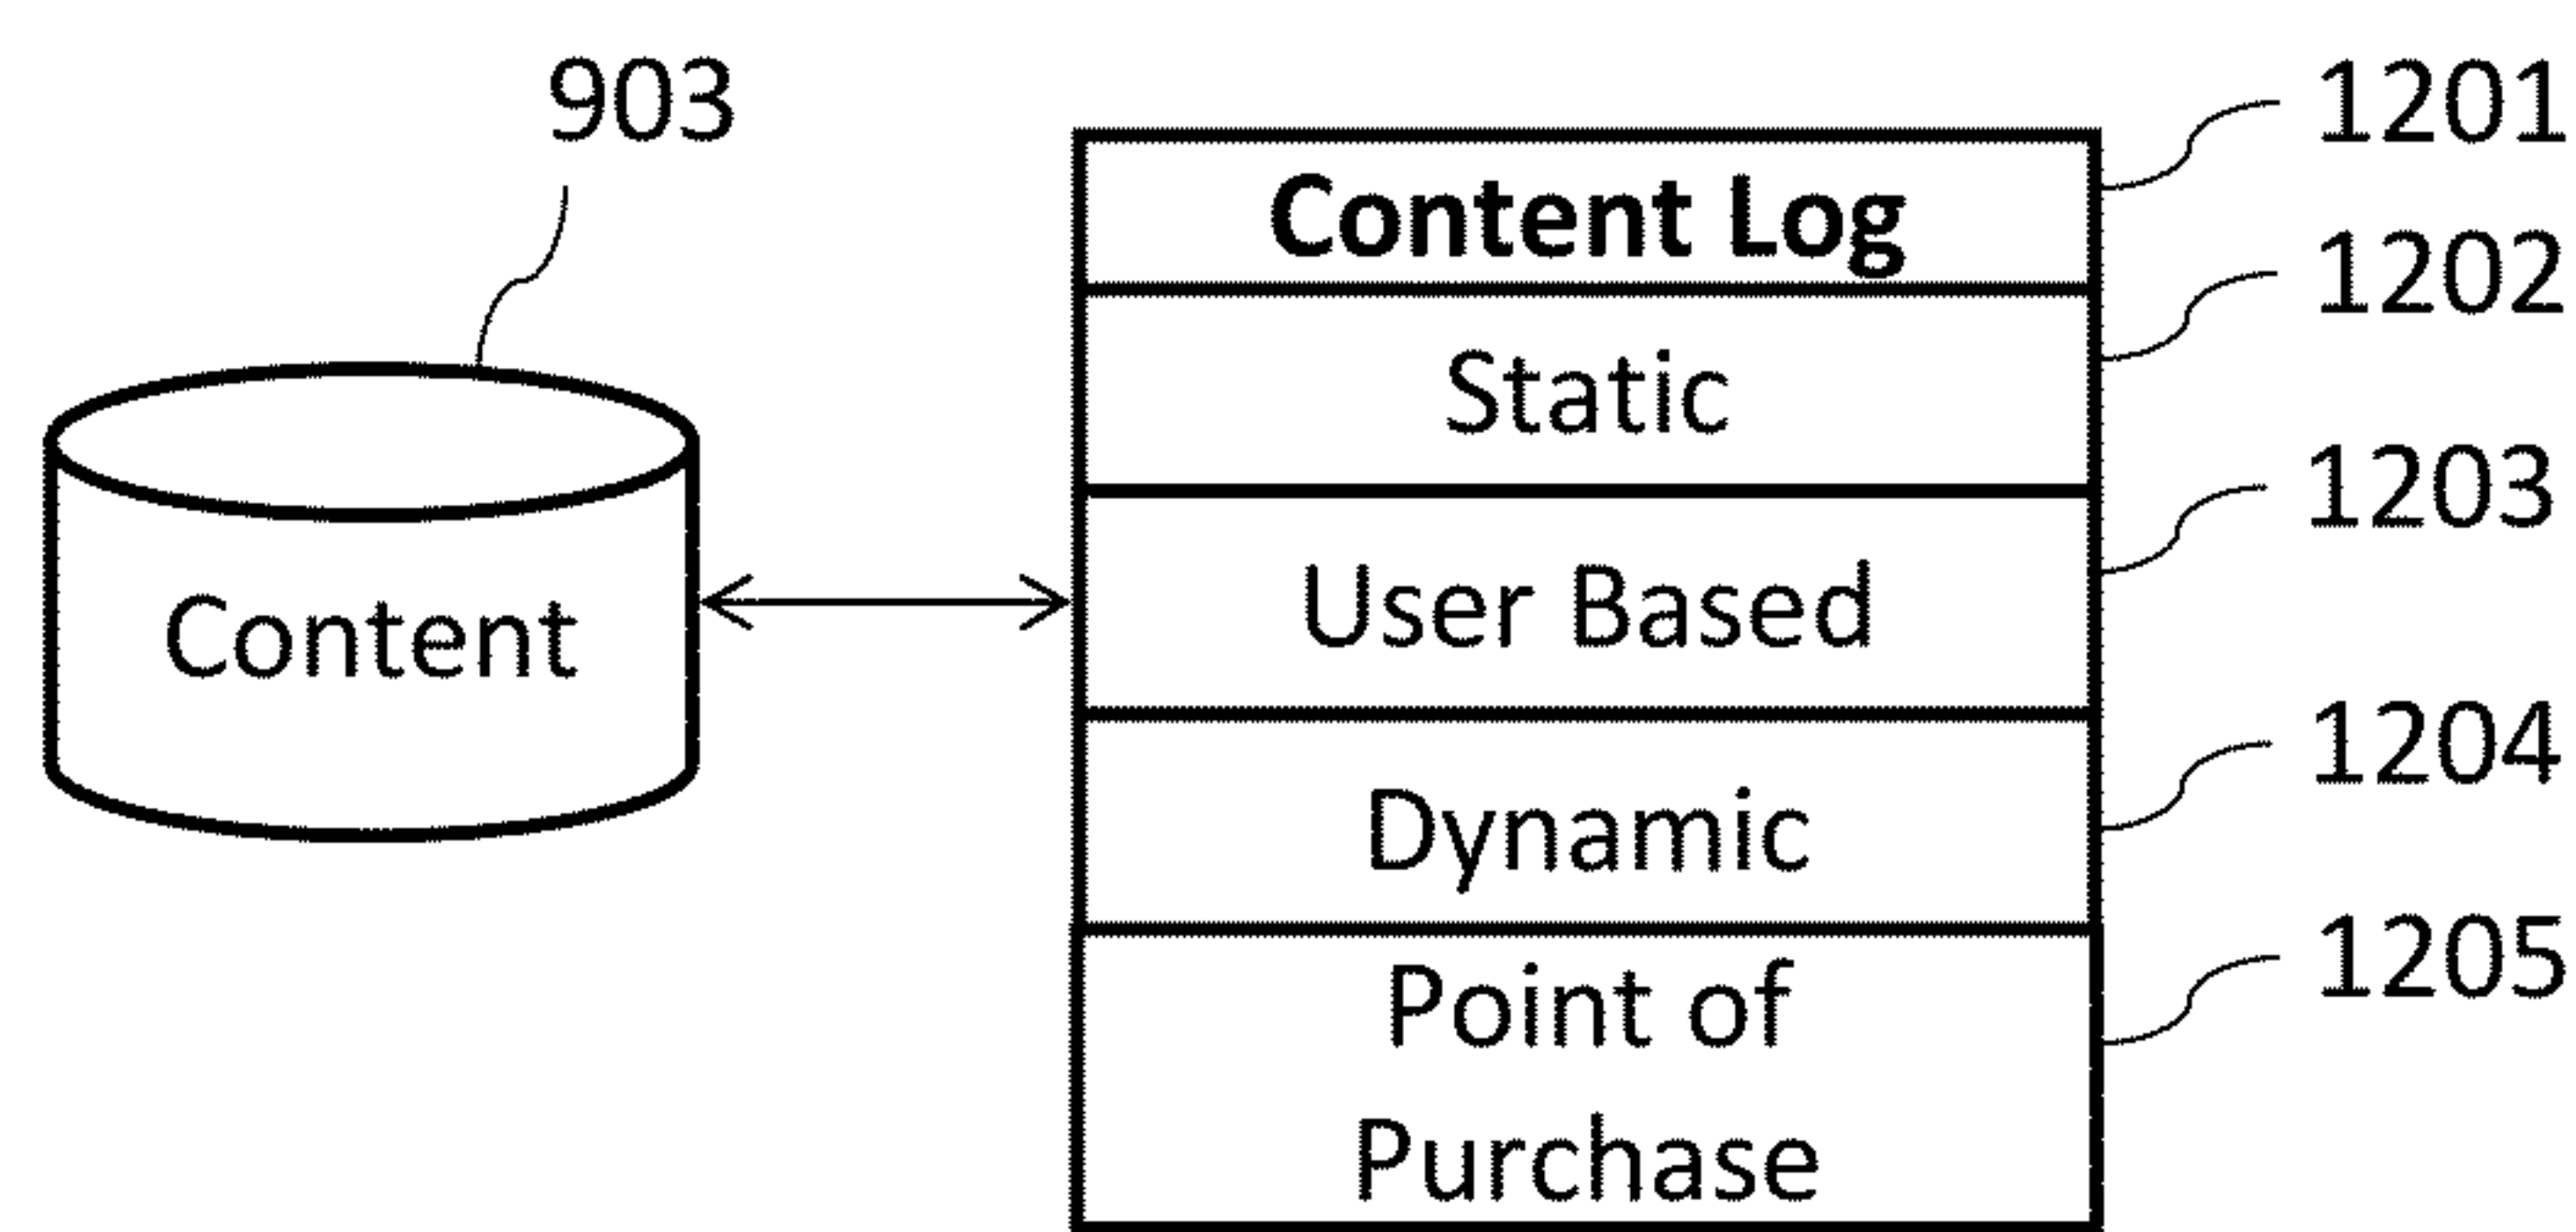 903
1201
Content Log
1202
Static
1203
User Based
Content
1204
Dynamic
1205
Point of
Purchase